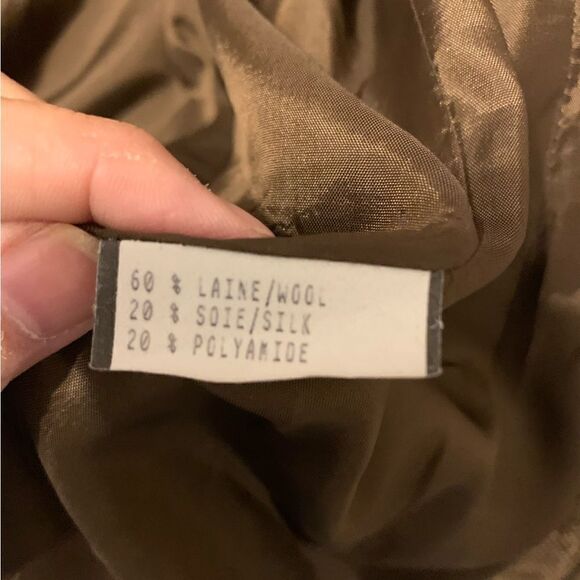 60 % LAINE/WOOL
20 % SOIE/SILK
20 % POLYAMIDE